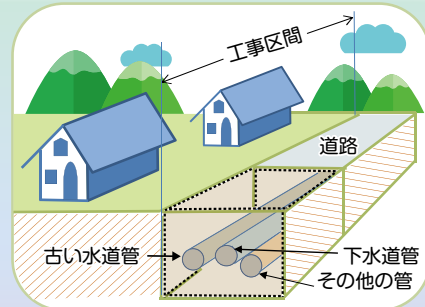 工事区間
道路
古い水道管
下水道管
その他の管